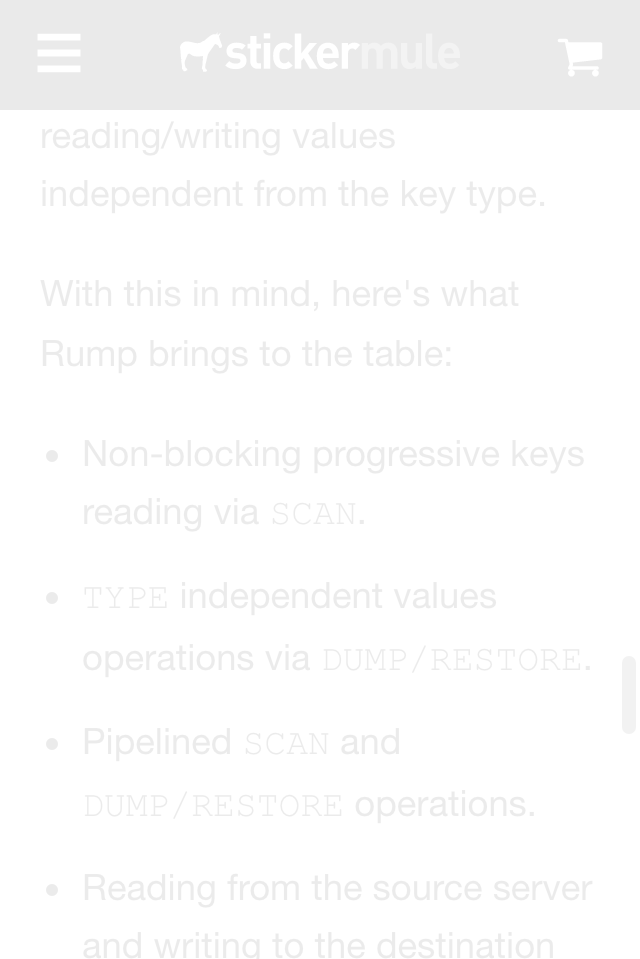 stickermule
reading/writing values
independent from the key type.
With this in mind, here's what
Rump brings to the table:
• Non-blocking progressive keys
reading via SCAN.
• TYPE independent values
operations via DUMP/RESTORE.
• Pipelined SCAN and
DUMP/RESTORE operations.
• Reading from the source server
and writing to the destination